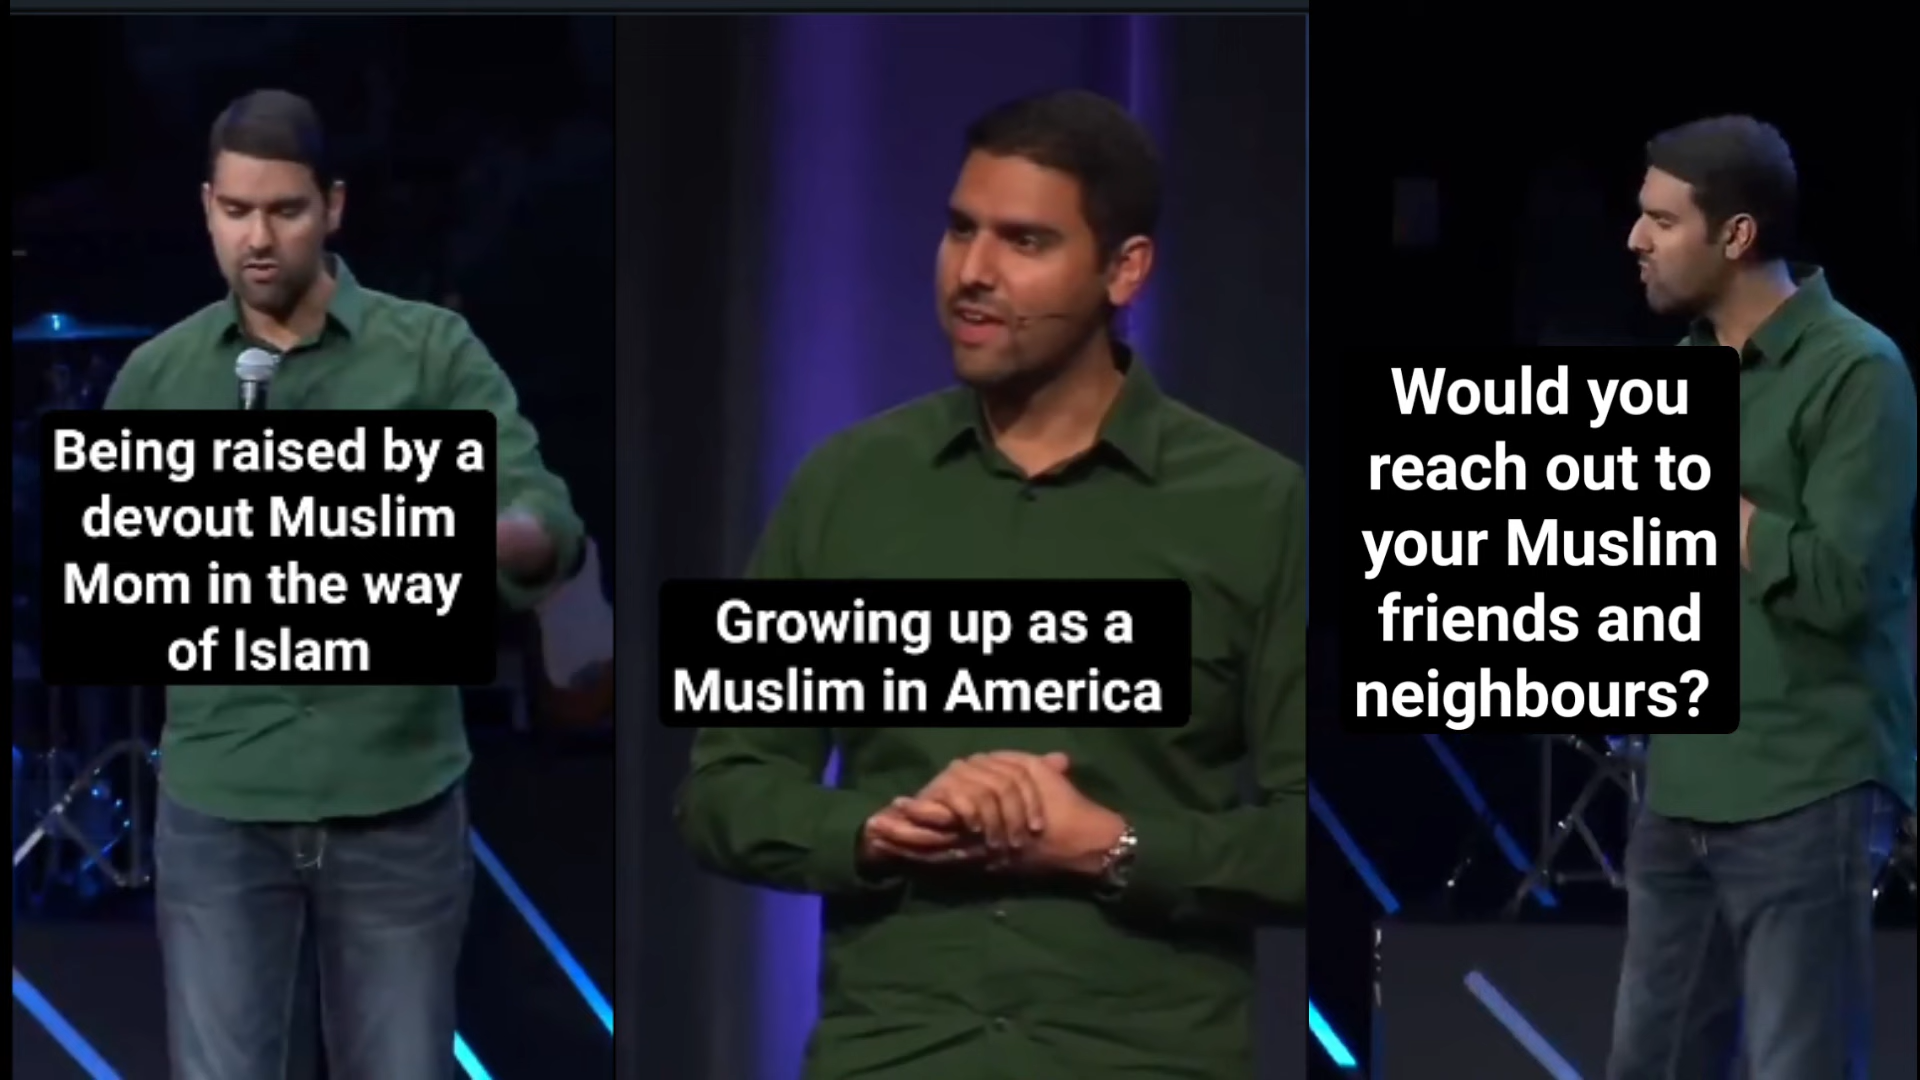 Being raised by a
devout Muslim
Mom in the way
of Islam
Growing up as a
Muslim in America
Would you
reach out to
your Muslim
friends and
neighbours?